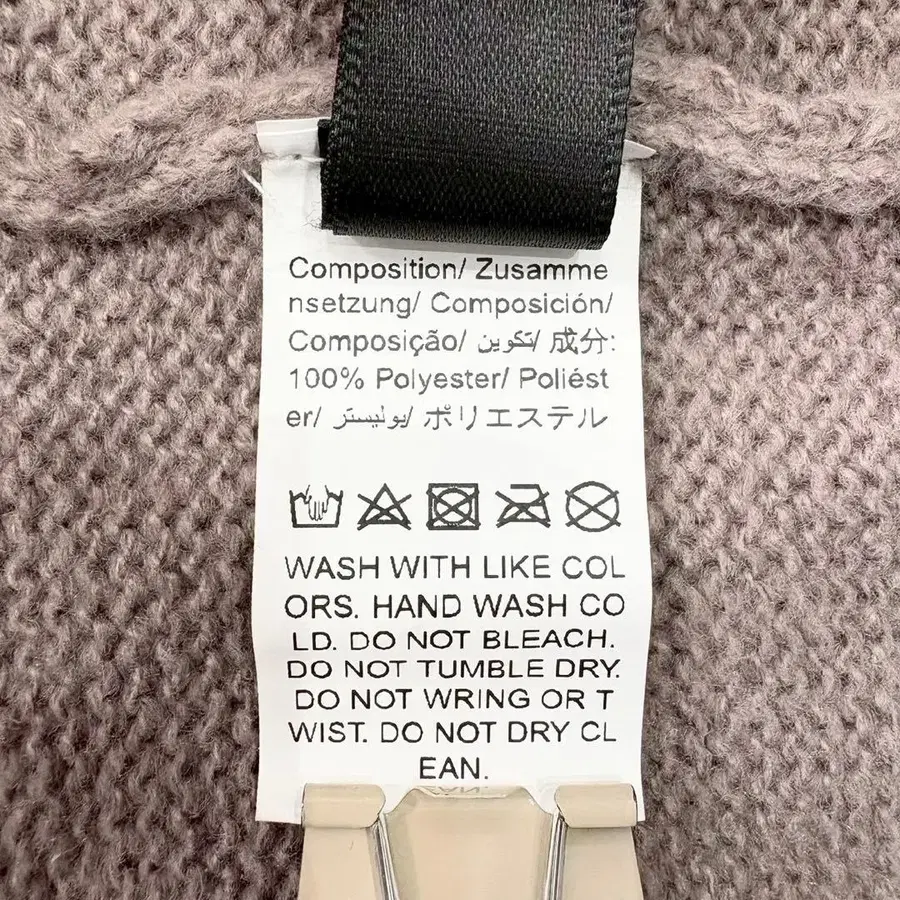 Composition/ Zusamme
nsetzung/ Composición/
Composição/ تكوين/ 成分:
100% Polyester/ Poliést
er/ بوليستر/ ポリエステル
WASH WITH LIKE COL
ORS. HAND WASH CO
LD. DO NOT BLEACH.
DO NOT TUMBLE DRY.
DO NOT WRING OR T
WIST. DO NOT DRY CL
EAN.